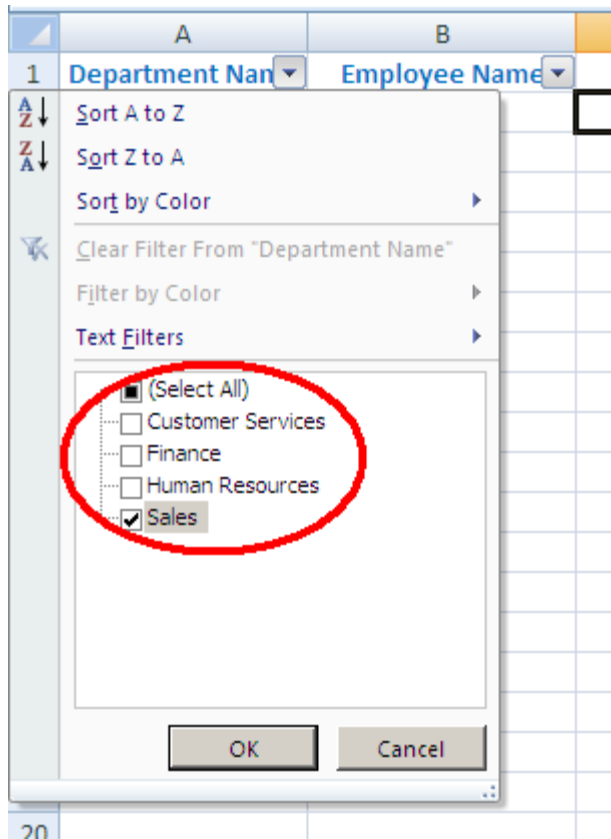 A B
1 Department Nan Employee Name
Sort A to Z
Sort Z to A
Sort by Color
Clear Filter From "Department Name"
Filter by Color
Text Filters
(Select All)
Customer Services
Finance
Human Resources
Sales
OK Cancel
20